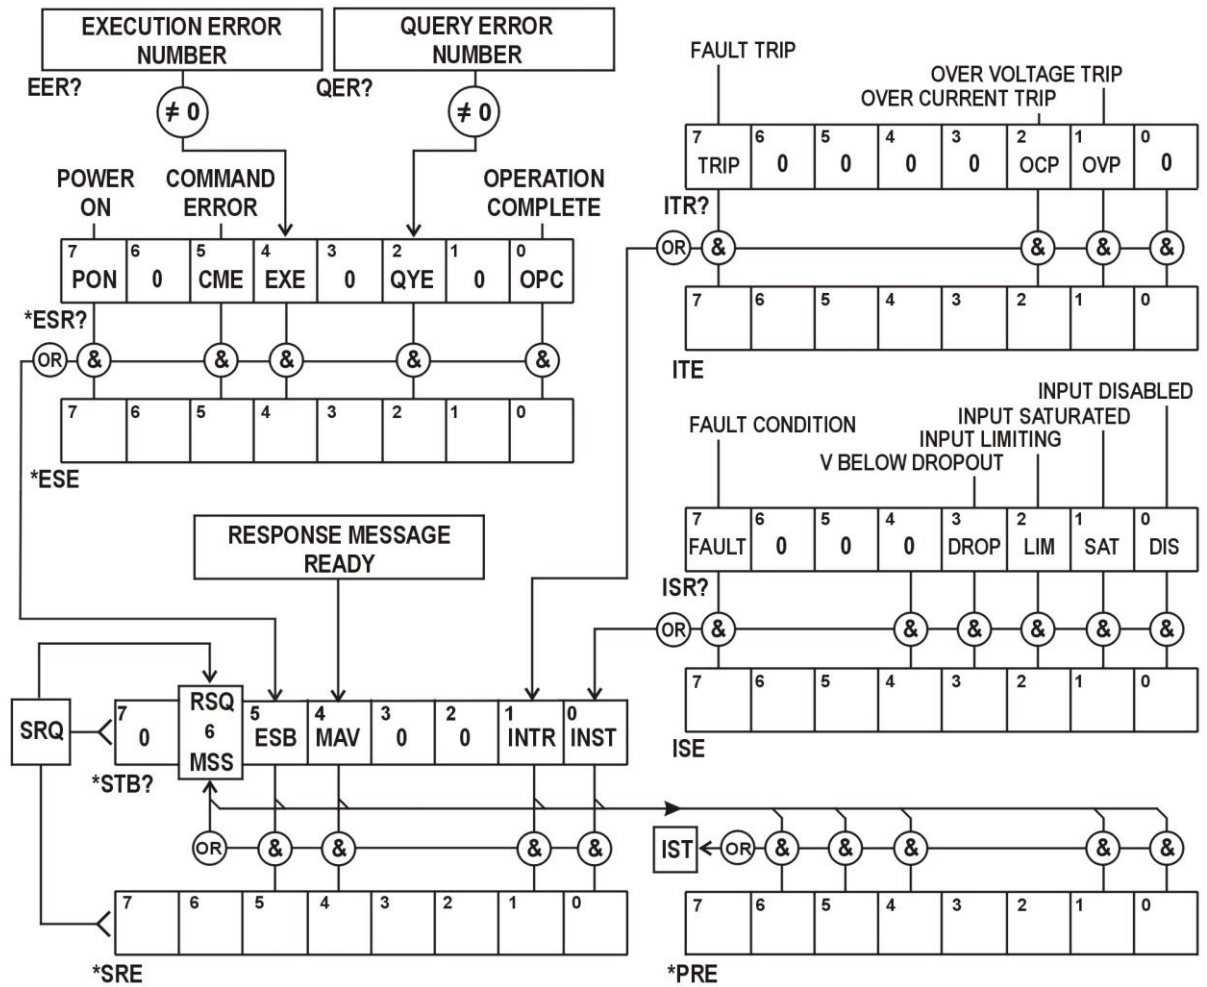 EXECUTION ERROR
NUMBER
QUERY ERROR
NUMBER
EER?
QER?
≠ 0
≠ 0
POWER
ON
COMMAND
ERROR
OPERATION
COMPLETE
7 6 5 4 3 2 1 0
PON 0 CME EXE 0 QYE 0 OPC
*ESR?
OR & & & & &
7 6 5 4 3 2 1 0
*ESE
FAULT TRIP
OVER VOLTAGE TRIP
OVER CURRENT TRIP
7 6 5 4 3 2 1 0
TRIP 0 0 0 0 OCP OVP 0
ITR?
OR & & & &
7 6 5 4 3 2 1 0
ITE
INPUT DISABLED
INPUT SATURATED
FAULT CONDITION
INPUT LIMITING
V BELOW DROPOUT
7 6 5 4 3 2 1 0
FAULT 0 0 0 DROP LIM SAT DIS
ISR?
OR & & & & & &
7 6 5 4 3 2 1 0
ISE
RESPONSE MESSAGE
READY
SRQ
7 RSQ 5 4 3 2 1 0
0 6 ESB MAV 0 0 INTR INST
MSS
*STB?
OR & & & &
7 6 5 4 3 2 1 0
*SRE
IST OR & & & & &
7 6 5 4 3 2 1 0
*PRE